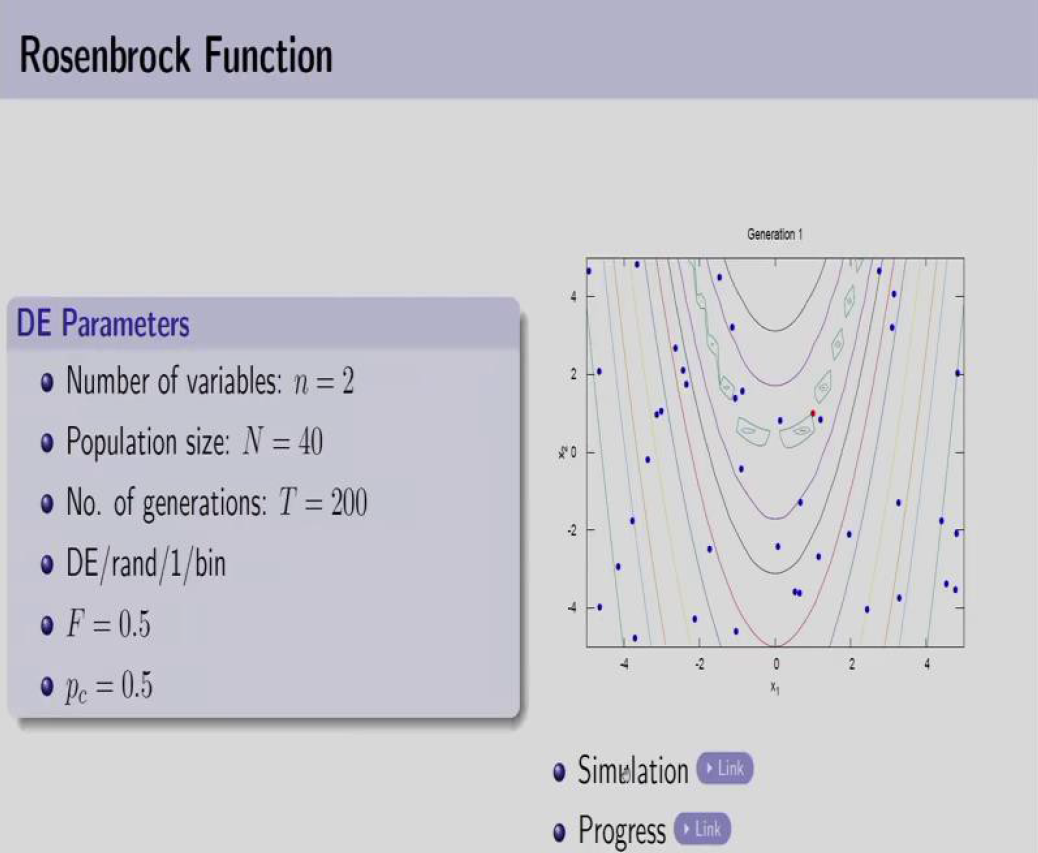 Rosenbrock Function
DE Parameters
Number of variables: n = 2
Population size: N = 40
No. of generations: T = 200
DE/rand/1/bin
F = 0.5
p_c = 0.5
Generation 1
4
2
0
-2
-4
x₂
-4
-2
0
2
4
x₁
Simulation Link
Progress Link